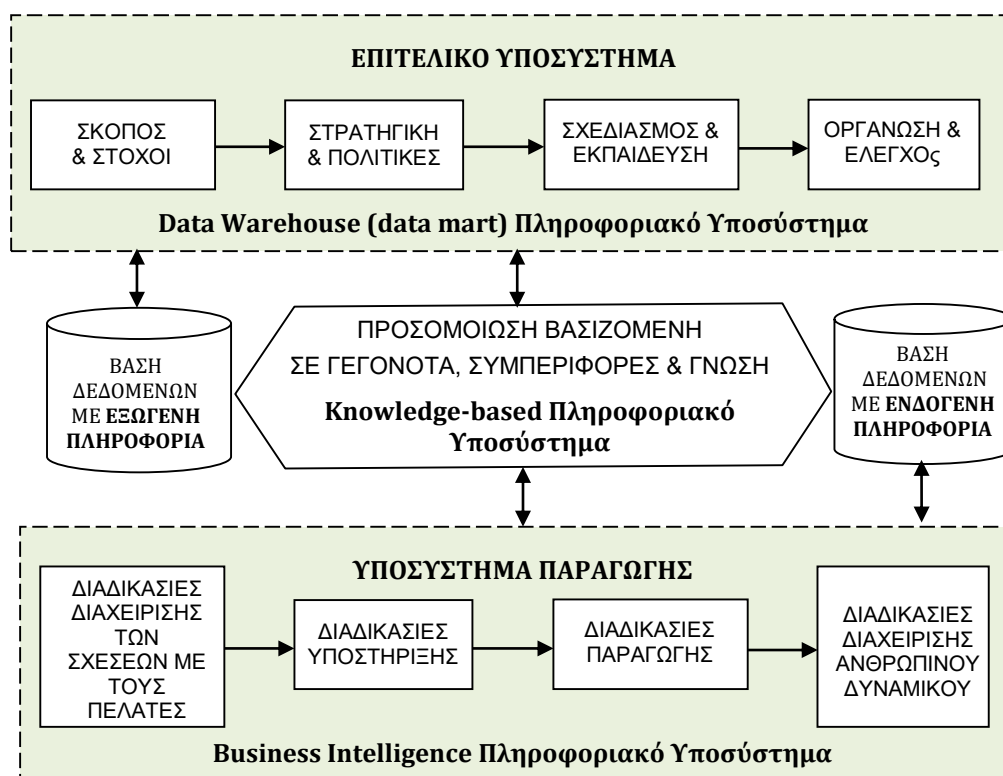 ΕΠΙΤΕΛΙΚΟ ΥΠΟΣΥΣΤΗΜΑ
ΣΚΟΠΟΣ
& ΣΤΟΧΟΙ
ΣΤΡΑΤΗΓΙΚΗ
& ΠΟΛΙΤΙΚΕΣ
ΣΧΕΔΙΑΣΜΟΣ &
ΕΚΠΑΙΔΕΥΣΗ
ΟΡΓΑΝΩΣΗ &
ΕΛΕΓΧΟς
Data Warehouse (data mart) Πληροφοριακό Υποσύστημα
ΒΑΣΗ
ΔΕΔΟΜΕΝΩΝ
ΜΕ ΕΞΩΓΕΝΗ
ΠΛΗΡΟΦΟΡΙΑ
ΠΡΟΣΟΜΟΙΩΣΗ ΒΑΣΙΖΟΜΕΝΗ
ΣΕ ΓΕΓΟΝΟΤΑ, ΣΥΜΠΕΡΙΦΟΡΕΣ & ΓΝΩΣΗ
Knowledge-based Πληροφοριακό
Υποσύστημα
ΒΑΣΗ
ΔΕΔΟΜΕΝΩΝ
ΜΕ ΕΝΔΟΓΕΝΗ
ΠΛΗΡΟΦΟΡΙΑ
ΥΠΟΣΥΣΤΗΜΑ ΠΑΡΑΓΩΓΗΣ
ΔΙΑΔΙΚΑΣΙΕΣ
ΔΙΑΧΕΙΡΙΣΗΣ
ΤΩΝ
ΣΧΕΣΕΩΝ ΜΕ
ΤΟΥΣ
ΠΕΛΑΤΕΣ
ΔΙΑΔΙΚΑΣΙΕΣ
ΥΠΟΣΤΗΡΙΞΗΣ
ΔΙΑΔΙΚΑΣΙΕΣ
ΠΑΡΑΓΩΓΗΣ
ΔΙΑΔΙΚΑΣΙΕΣ
ΔΙΑΧΕΙΡΙΣΗΣ
ΑΝΘΡΩΠΙΝΟΥ
ΔΥΝΑΜΙΚΟΥ
Business Intelligence Πληροφοριακό Υποσύστημα